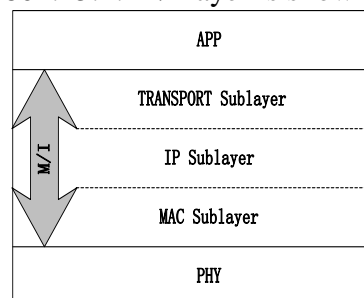 APP
TRANSPORT Sublayer
M/I
IP Sublayer
MAC Sublayer
PHY